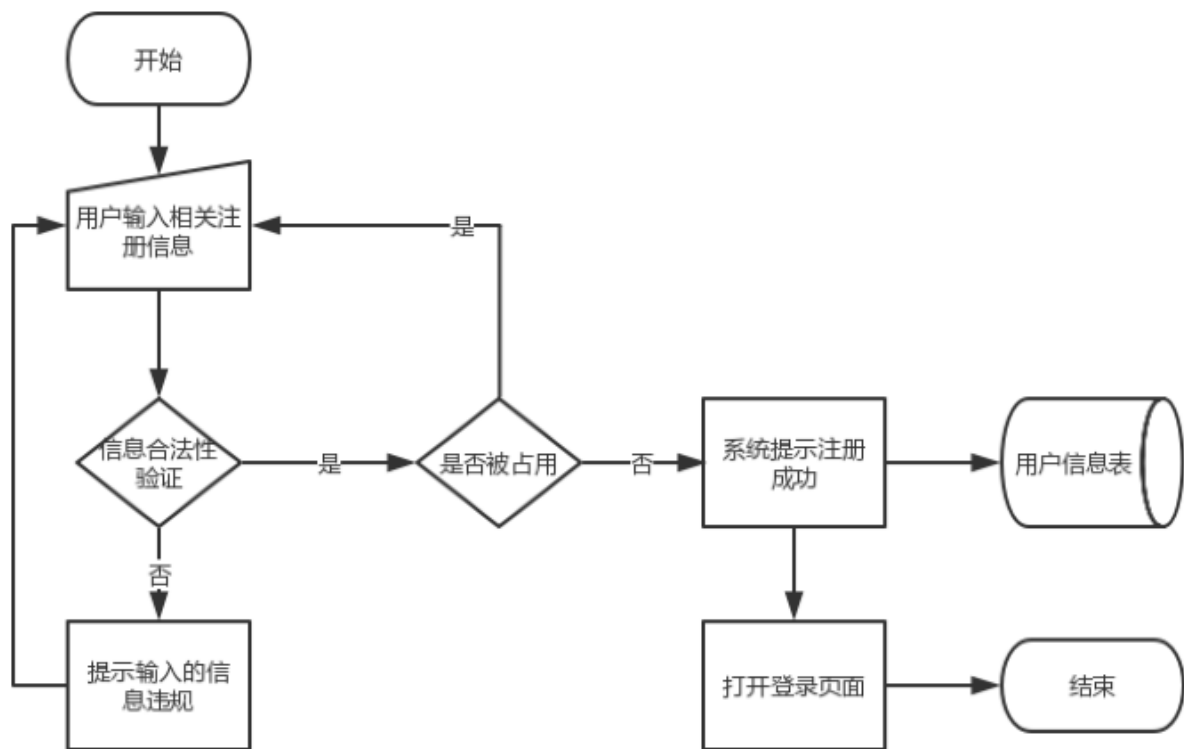 开始
用户输入相关注
册信息
是
信息合法性
验证
是
是否被占用
否
系统提示注册
成功
用户信息表
否
提示输入的信
息违规
打开登录页面
结束